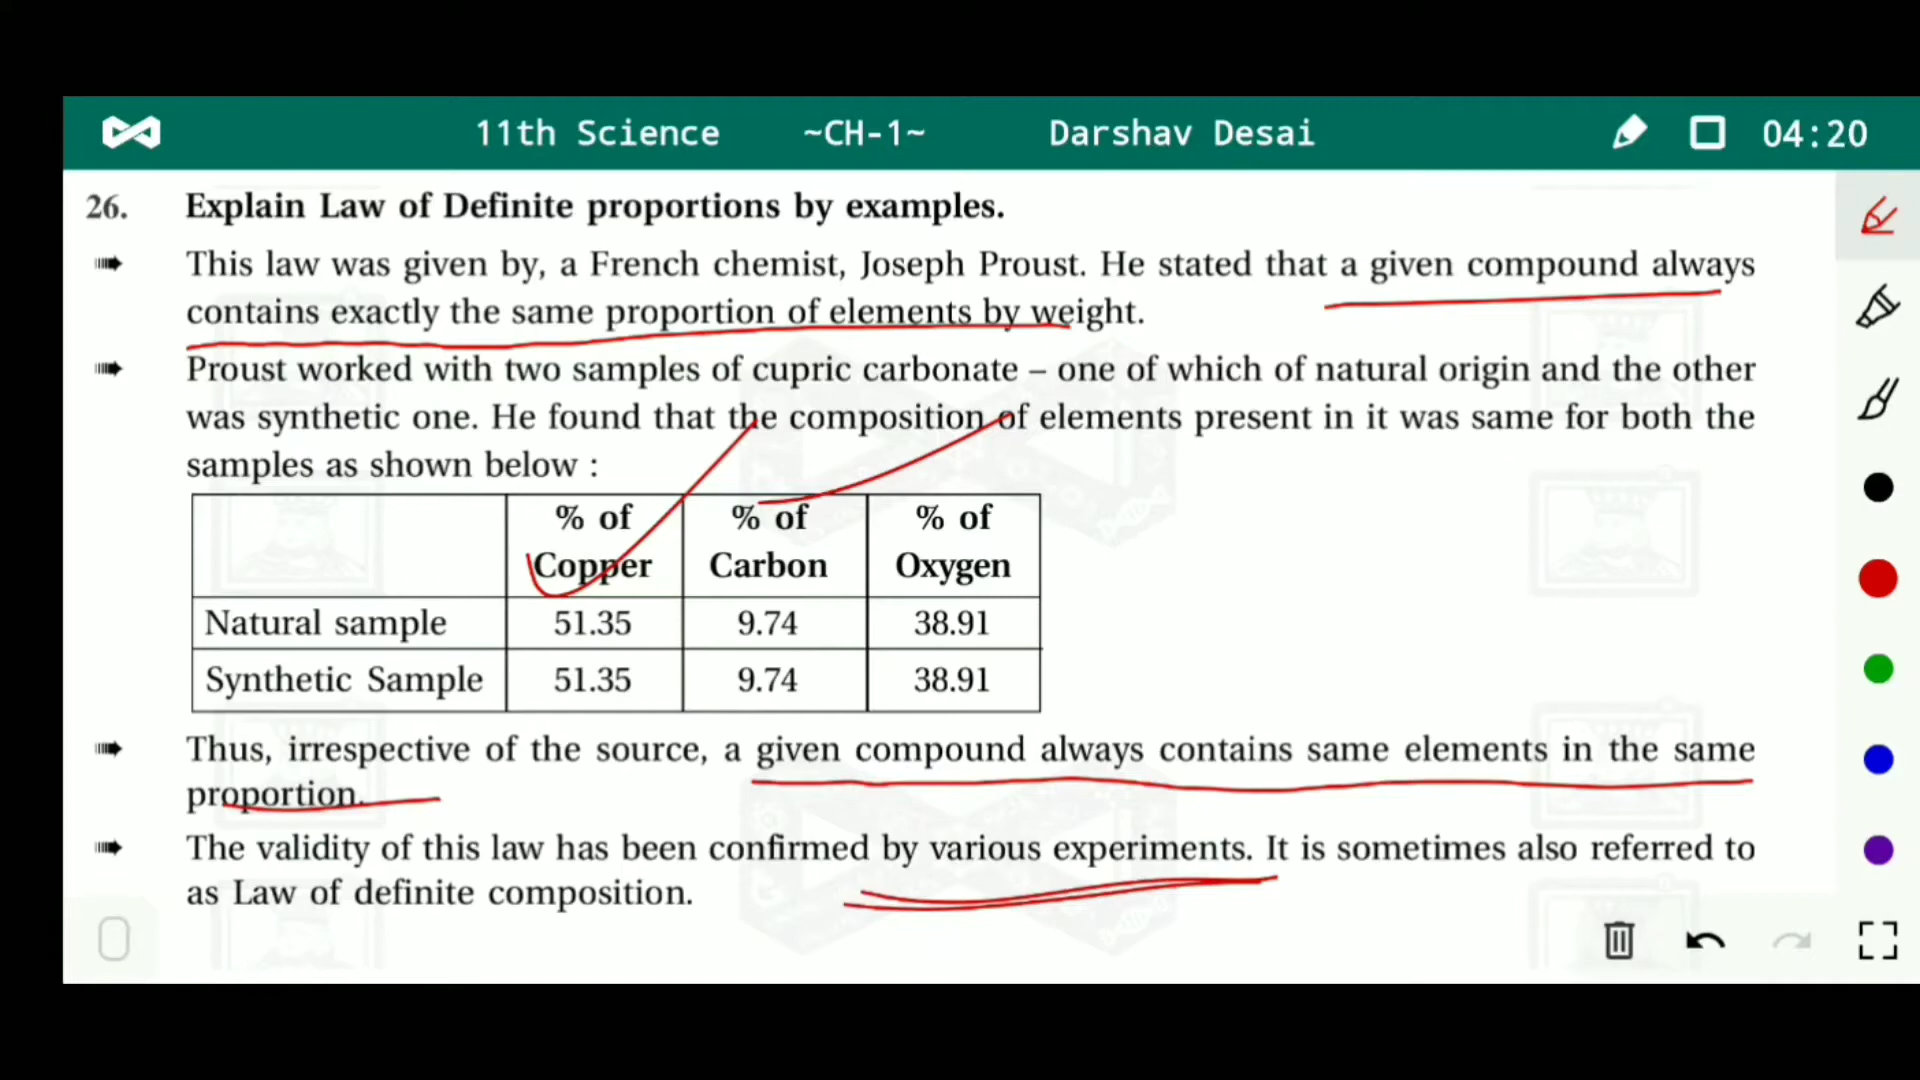 11th Science ~CH-1~ Darshav Desai 04:20
26. Explain Law of Definite proportions by examples.
This law was given by, a French chemist, Joseph Proust. He stated that a given compound always
contains exactly the same proportion of elements by weight.
Proust worked with two samples of cupric carbonate – one of which of natural origin and the other
was synthetic one. He found that the composition of elements present in it was same for both the
samples as shown below :
% of % of % of
Copper Carbon Oxygen
Natural sample 51.35 9.74 38.91
Synthetic Sample 51.35 9.74 38.91
Thus, irrespective of the source, a given compound always contains same elements in the same
proportion.
The validity of this law has been confirmed by various experiments. It is sometimes also referred to
as Law of definite composition.